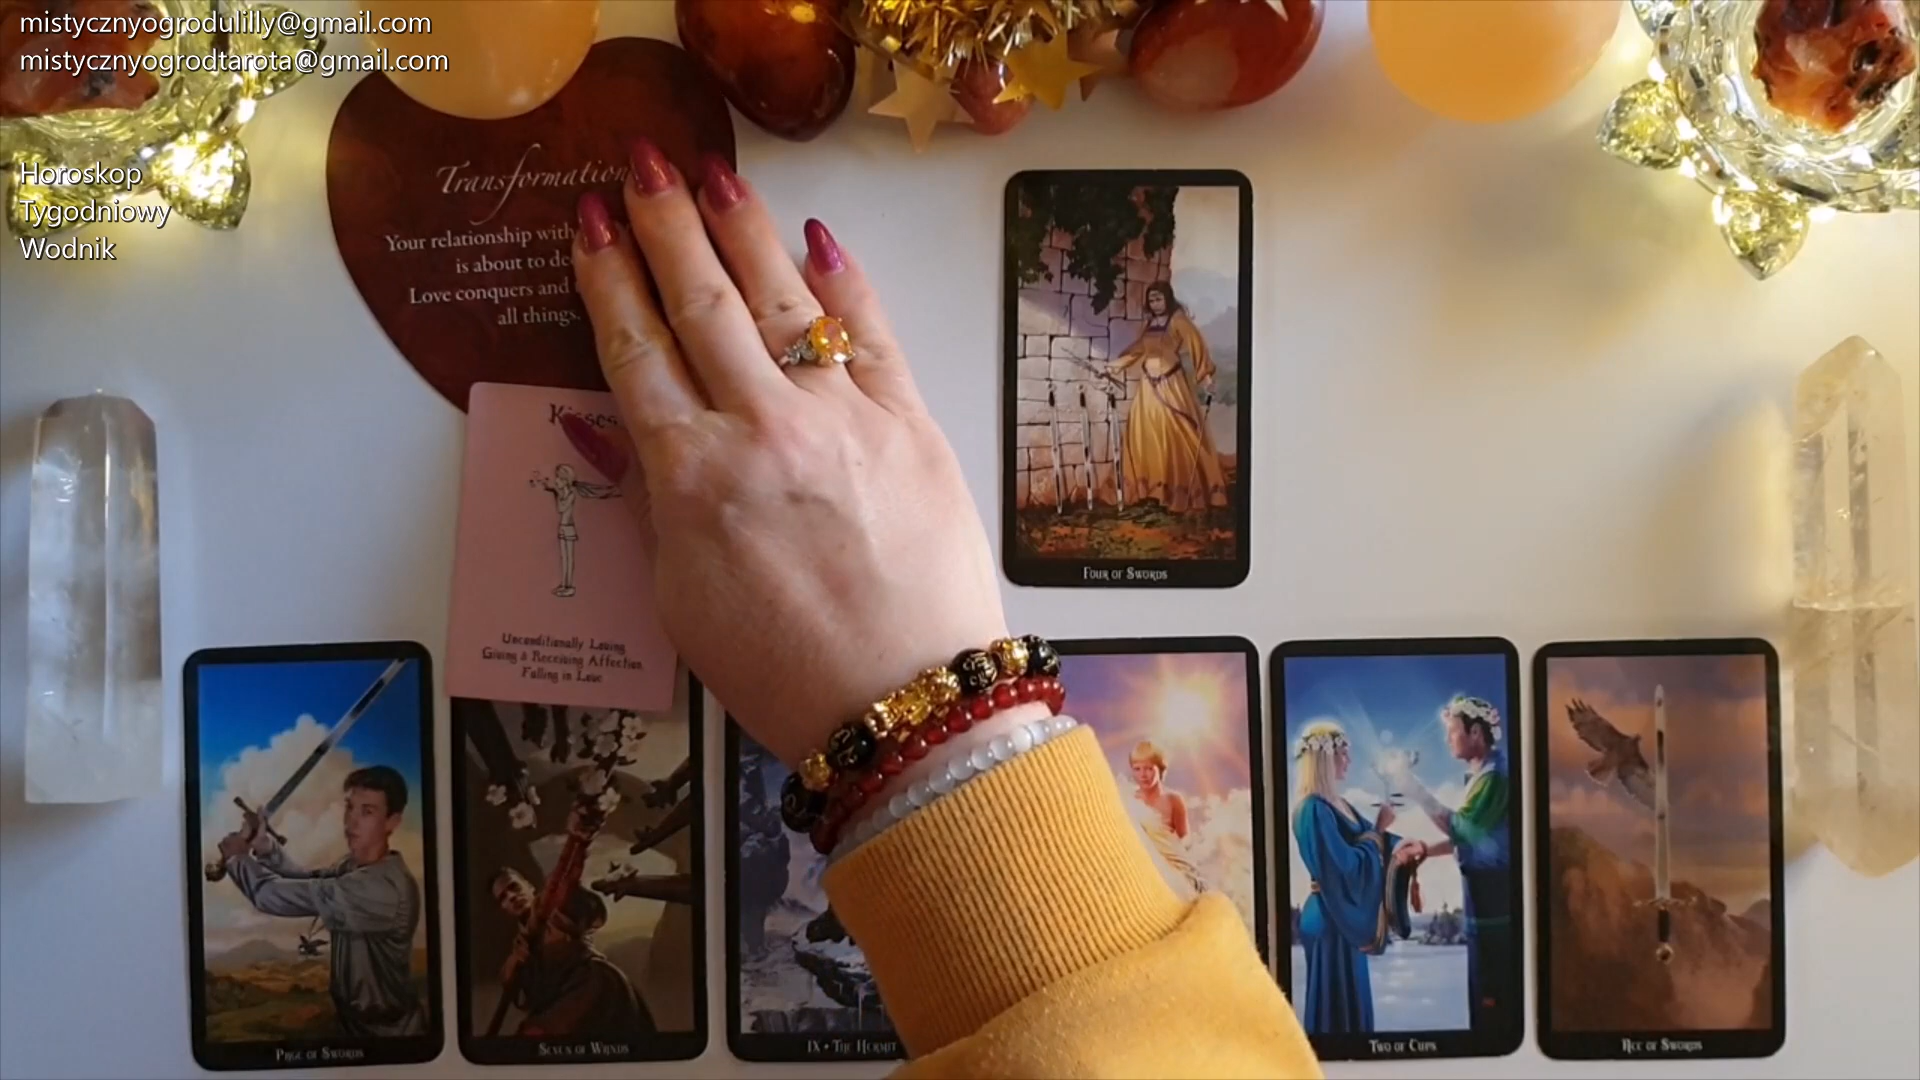 mistycznyogrodulilly@gmail.com
mistycznyogrodtarota@gmail.com
Horoskop
Tygodniowy
Wodnik
Transformation
Your relationship with
is about to
Love conquers and
all things.
Kisses
Unconditionally Loving
Giving & Receiving Affection
Falling in Love
Four of Swords
Page of Swords
Seven of Wands
IX • The Hermit
Two of Cups
Ace of Swords